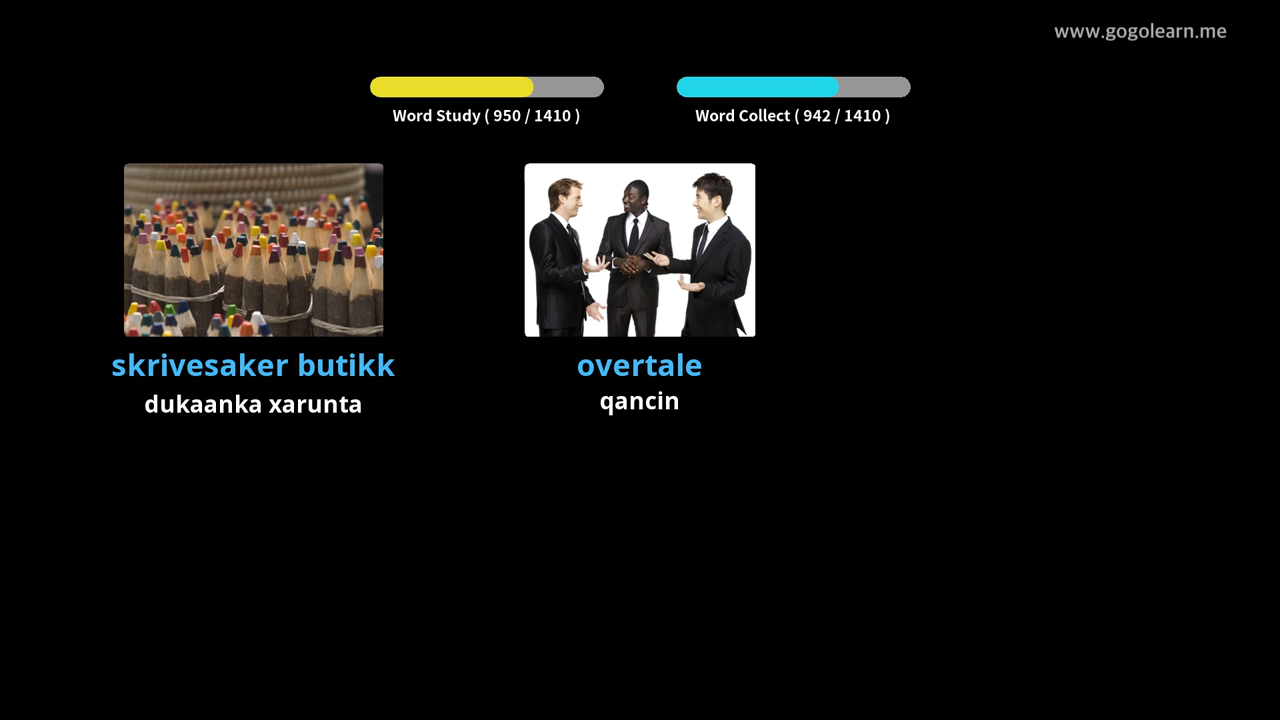 www.gogolearn.me
Word Study ( 950 / 1410 )
Word Collect ( 942 / 1410 )
skrivesaker butikk
dukaanka xarunta
overtale
qancin